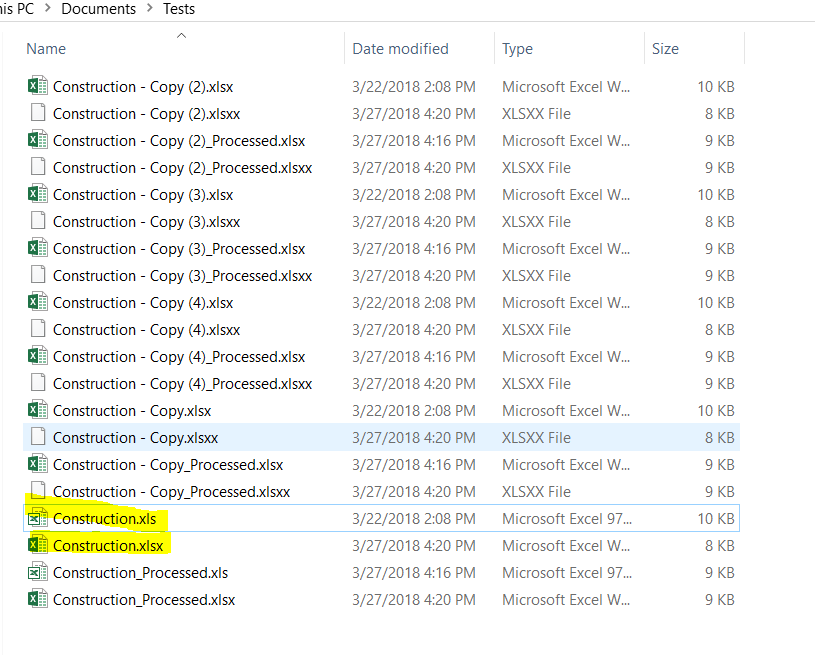 his PC > Documents > Tests
Name Date modified Type Size
Construction - Copy (2).xlsx 3/22/2018 2:08 PM Microsoft Excel W... 10 KB
Construction - Copy (2).xlsxx 3/27/2018 4:20 PM XLSXX File 8 KB
Construction - Copy (2)_Processed.xlsx 3/27/2018 4:16 PM Microsoft Excel W... 9 KB
Construction - Copy (2)_Processed.xlsxx 3/27/2018 4:20 PM XLSXX File 9 KB
Construction - Copy (3).xlsx 3/22/2018 2:08 PM Microsoft Excel W... 10 KB
Construction - Copy (3).xlsxx 3/27/2018 4:20 PM XLSXX File 8 KB
Construction - Copy (3)_Processed.xlsx 3/27/2018 4:16 PM Microsoft Excel W... 9 KB
Construction - Copy (3)_Processed.xlsxx 3/27/2018 4:20 PM XLSXX File 9 KB
Construction - Copy (4).xlsx 3/22/2018 2:08 PM Microsoft Excel W... 10 KB
Construction - Copy (4).xlsxx 3/27/2018 4:20 PM XLSXX File 8 KB
Construction - Copy (4)_Processed.xlsx 3/27/2018 4:16 PM Microsoft Excel W... 9 KB
Construction - Copy (4)_Processed.xlsxx 3/27/2018 4:20 PM XLSXX File 9 KB
Construction - Copy.xlsx 3/22/2018 2:08 PM Microsoft Excel W... 10 KB
Construction - Copy.xlsxx 3/27/2018 4:20 PM XLSXX File 8 KB
Construction - Copy_Processed.xlsx 3/27/2018 4:16 PM Microsoft Excel W... 9 KB
Construction - Copy_Processed.xlsxx 3/27/2018 4:20 PM XLSXX File 9 KB
Construction.xls 3/22/2018 2:08 PM Microsoft Excel 97... 10 KB
Construction.xlsx 3/27/2018 4:20 PM Microsoft Excel W... 8 KB
Construction_Processed.xls 3/27/2018 4:16 PM Microsoft Excel 97... 9 KB
Construction_Processed.xlsx 3/27/2018 4:20 PM Microsoft Excel W... 9 KB